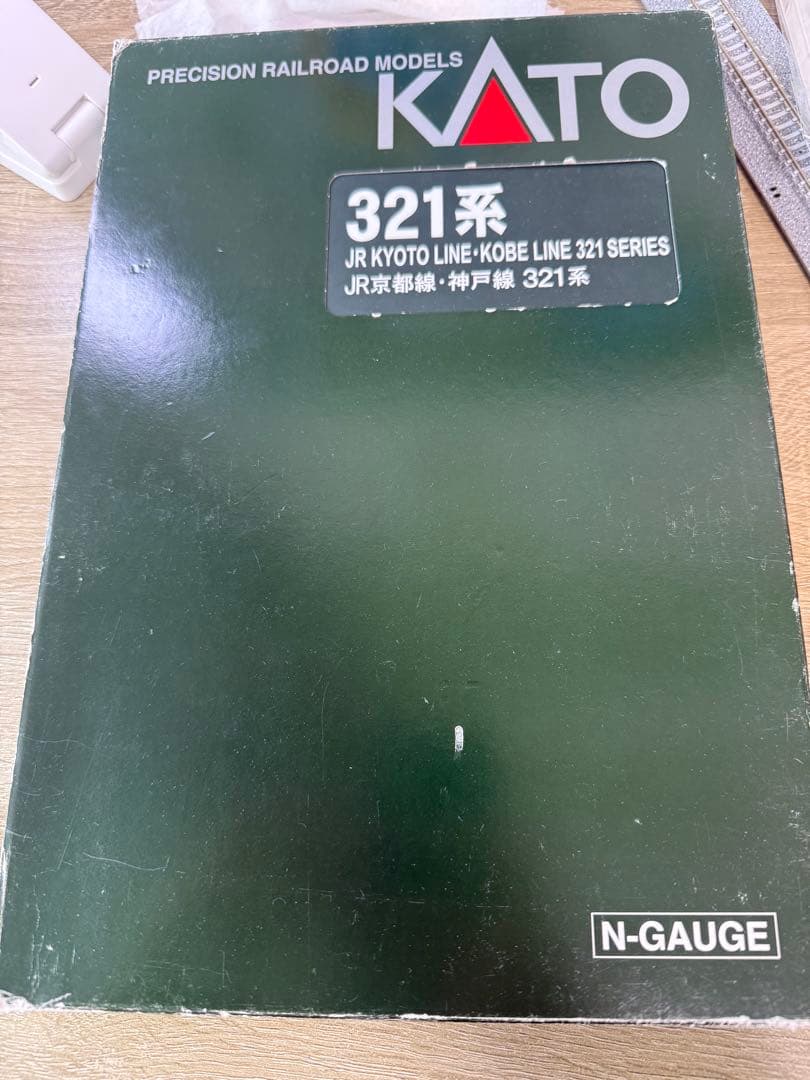 PRECISION RAILROAD MODELS
KATO
321系
JR KYOTO LINE・KOBE LINE 321 SERIES
JR京都線・神戸線 321系
N-GAUGE